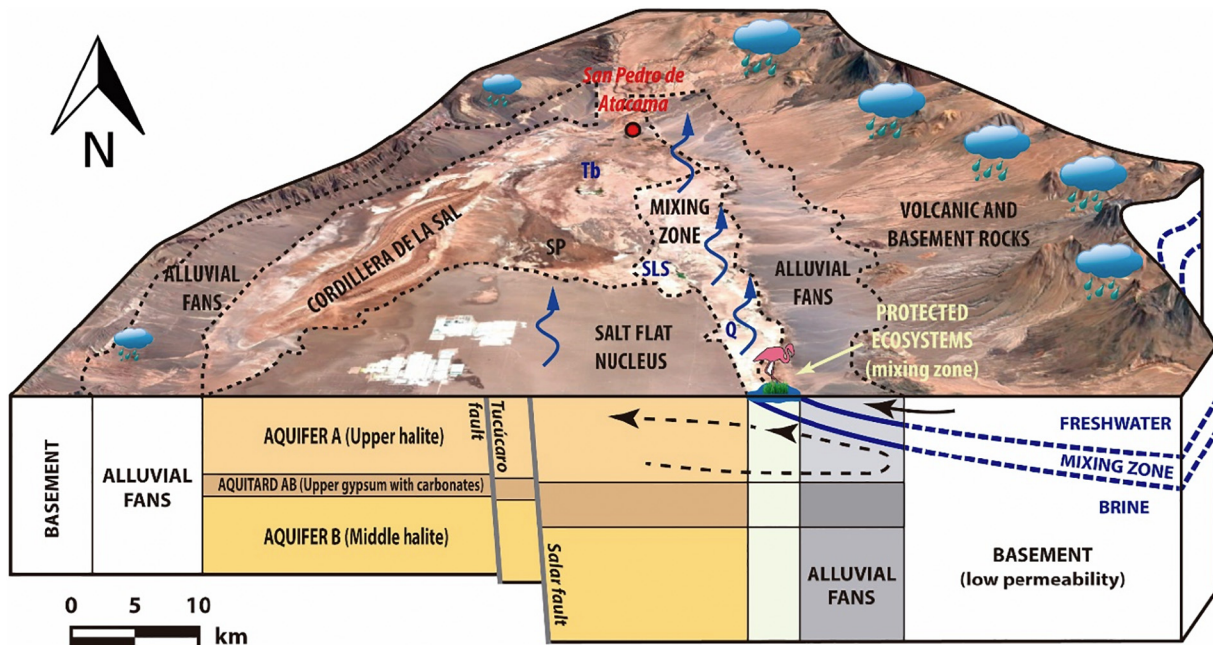 N
San Pedro de
Atacama
Tb
MIXING
ZONE
VOLCANIC AND
BASEMENT ROCKS
CORDILLERA DE LA SAL
SP
SLS
ALLUVIAL
FANS
ALLUVIAL
FANS
Q
PROTECTED
ECOSYSTEMS
(mixing zone)
SALT FLAT
NUCLEUS
BASEMENT
ALLUVIAL
FANS
AQUIFER A (Upper halite)
AQUITARD AB (Upper gypsum with carbonates)
AQUIFER B (Middle halite)
Tucúcaro
fault
Salar fault
FRESHWATER
MIXING ZONE
BRINE
ALLUVIAL
FANS
BASEMENT
(low permeability)
0 5 10
km